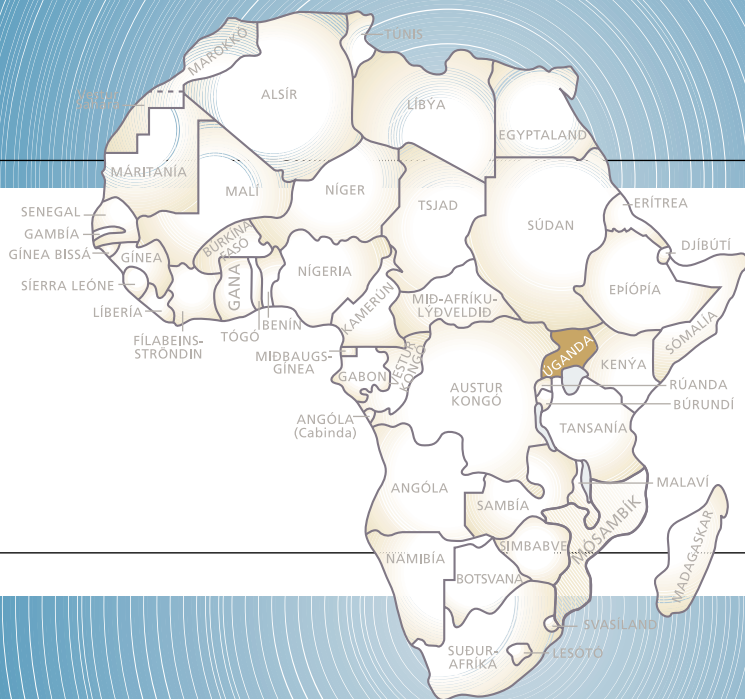 TÚNIS
MAROKKÓ
ALSÍR
LÍBÝA
EGYPTALAND
MÁRITANÍA
MALÍ
NÍGER
TSJAD
SÚDAN
ERÍTREA
SENEGAL
GAMBÍA
GÍNEA BISSÁ
GÍNEA
BÚRKÍNA
FASÓ
DJÍBÚTÍ
SÍERRA LEÓNE
GANA
NÍGERIA
KAMERÚN
MIÐ-AFRÍKU-
LÝÐVELDIÐ
EÞÍÓPÍA
SÓMALÍA
LÍBERÍA
FÍLABEINS-
STRÖNDIN
TÓGÓ
BENÍN
MIÐBAUGS-
GÍNEA
GABON
VESTUR
KONGÓ
AUSTUR
KONGÓ
ÚGANDA
KENÝA
RÚANDA
BÚRUNDÍ
ANGÓLA
(Cabinda)
TANSANÍA
ANGÓLA
SAMBÍA
MALAVÍ
MÓSAMBÍK
MADAGASKAR
NAMIBÍA
SIMBABVE
BOTSVANA
SVASÍLAND
SUÐUR-
AFRÍKA
LESÓTÓ